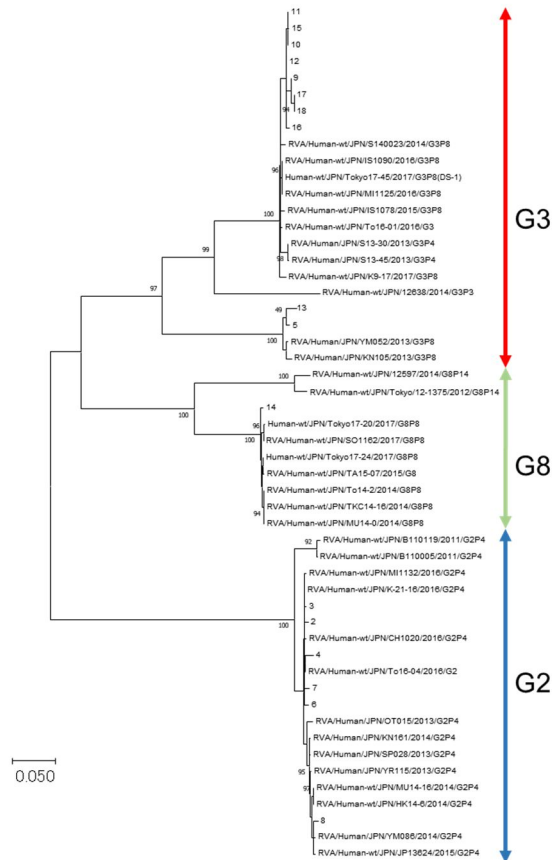 11
15
10
12
9
17
94
18
16
RVA/Human-wt/JPN/S140023/2014/G3P8
RVA/Human-wt/JPN/IS1090/2016/G3P8
96
Human-wt/JPN/Tokyo17-45/2017/G3P8(DS-1)
RVA/Human-wt/JPN/MI1125/2016/G3P8
RVA/Human-wt/JPN/IS1078/2015/G3P8
100
RVA/Human-wt/JPN/To16-01/2016/G3
G3
RVA/Human/JPN/S13-30/2013/G3P4
99
98
RVA/Human/JPN/S13-45/2013/G3P4
RVA/Human-wt/JPN/K9-17/2017/G3P8
97
RVA/Human-wt/JPN/12638/2014/G3P3
13
49
5
100
RVA/Human/JPN/YM052/2013/G3P8
RVA/Human/JPN/KN105/2013/G3P8
RVA/Human-wt/JPN/12597/2014/G8P14
100
RVA/Human-wt/JPN/Tokyo/12-1375/2012/G8P14
14
100
96
Human-wt/JPN/Tokyo17-20/2017/G8P8
100
RVA/Human-wt/JPN/SO1162/2017/G8P8
Human-wt/JPN/Tokyo17-24/2017/G8P8
G8
RVA/Human-wt/JPN/TA15-07/2015/G8
RVA/Human-wt/JPN/To14-2/2014/G8P8
RVA/Human-wt/JPN/TKC14-16/2014/G8P8
94
RVA/Human-wt/JPN/MU14-0/2014/G8P8
92
RVA/Human-wt/JPN/B110119/2011/G2P4
RVA/Human-wt/JPN/B110005/2011/G2P4
RVA/Human-wt/JPN/MI1132/2016/G2P4
RVA/Human-wt/JPN/K-21-16/2016/G2P4
3
100
2
RVA/Human-wt/JPN/CH1020/2016/G2P4
4
RVA/Human-wt/JPN/To16-04/2016/G2
G2
7
6
RVA/Human/JPN/OT015/2013/G2P4
RVA/Human/JPN/KN161/2014/G2P4
RVA/Human/JPN/SP028/2013/G2P4
95
RVA/Human/JPN/YR115/2013/G2P4
97
RVA/Human-wt/JPN/MU14-16/2014/G2P4
RVA/Human-wt/JPN/HK14-6/2014/G2P4
8
RVA/Human/JPN/YM086/2014/G2P4
RVA/Human-wt/JPN/JP13624/2015/G2P4
0.050